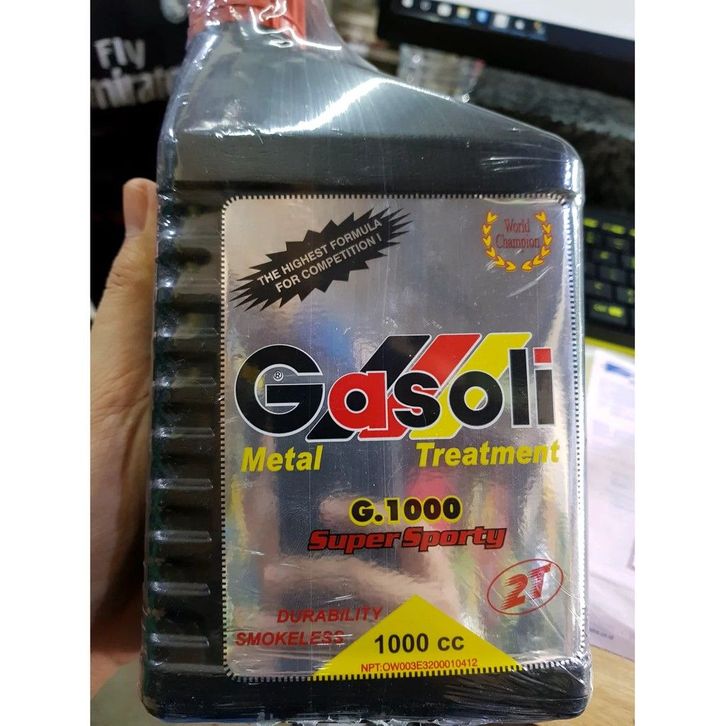 Fly
THE HIGHEST FORMULA
FOR COMPETITION !
World
Champion
Gasoli
®
Metal Treatment
G.1000
Super Sporty
2T
DURABILITY
SMOKELESS
1000 cc
NPT:OW003E3200010412